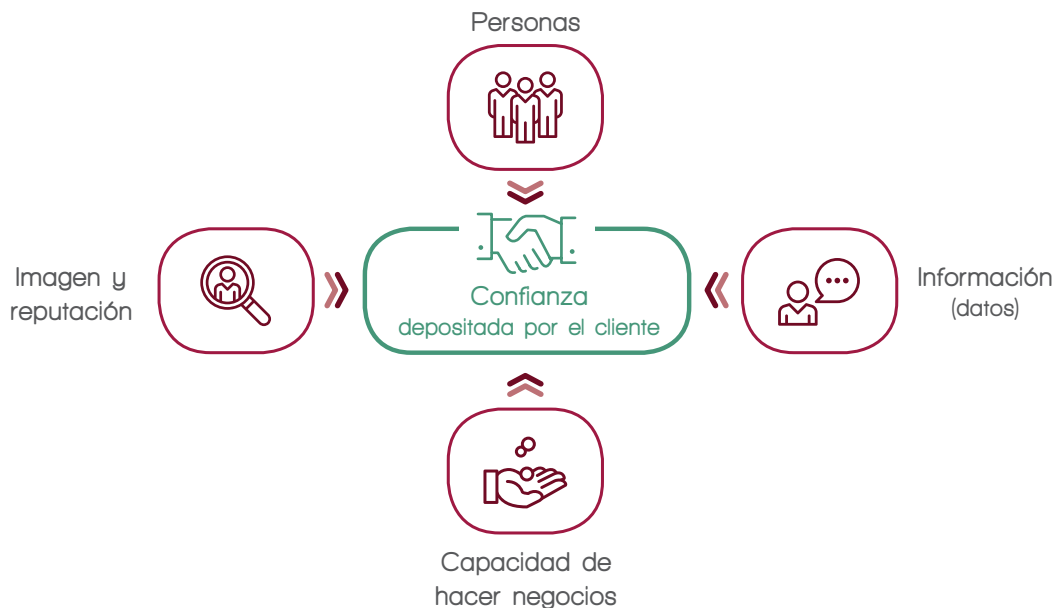 Personas
Imagen y
reputación
Confianza
depositada por el cliente
Información
(datos)
Capacidad de
hacer negocios